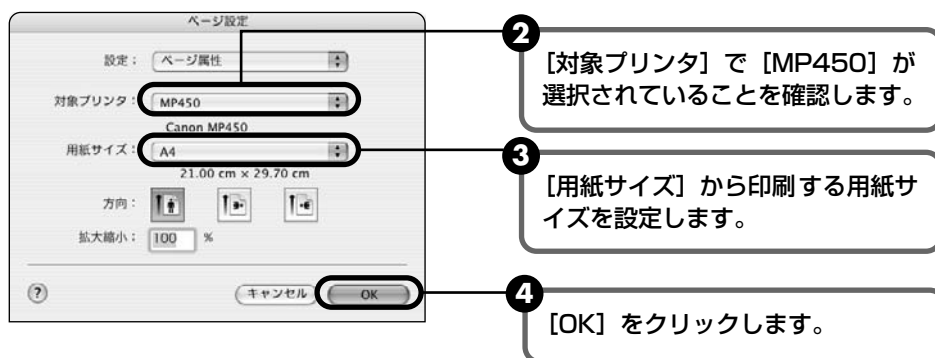 ページ設定
設定： ページ属性
対象プリンタ： MP450
Canon MP450
用紙サイズ： A4
21.00 cm × 29.70 cm
方向：
拡大縮小： 100 %
? キャンセル OK
2
［対象プリンタ］で［MP450］が
選択されていることを確認します。
3
［用紙サイズ］から印刷する用紙サ
イズを設定します。
4
［OK］をクリックします。